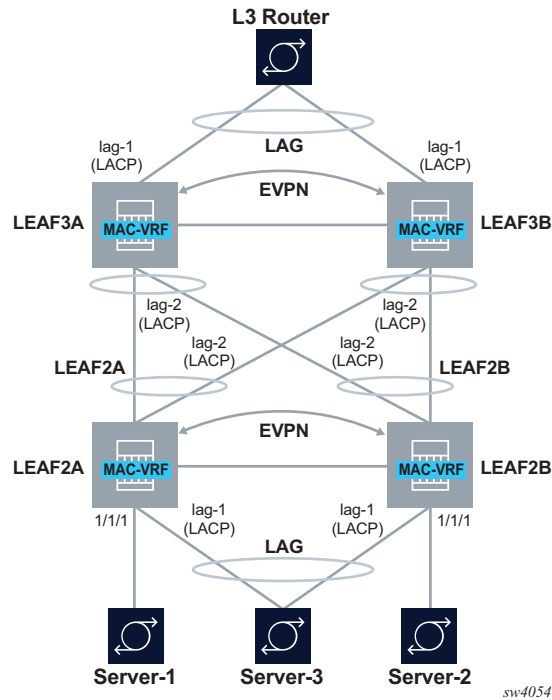 L3 Router
lag-1
(LACP)
LAG
lag-1
(LACP)
EVPN
LEAF3A
MAC-VRF
MAC-VRF
LEAF3B
lag-2
(LACP)
lag-2
(LACP)
lag-2
(LACP)
lag-2
(LACP)
LEAF2A
LEAF2B
EVPN
LEAF2A
MAC-VRF
MAC-VRF
LEAF2B
1/1/1
lag-1
(LACP)
LAG
lag-1
(LACP)
1/1/1
Server-1
Server-3
Server-2
sw4054